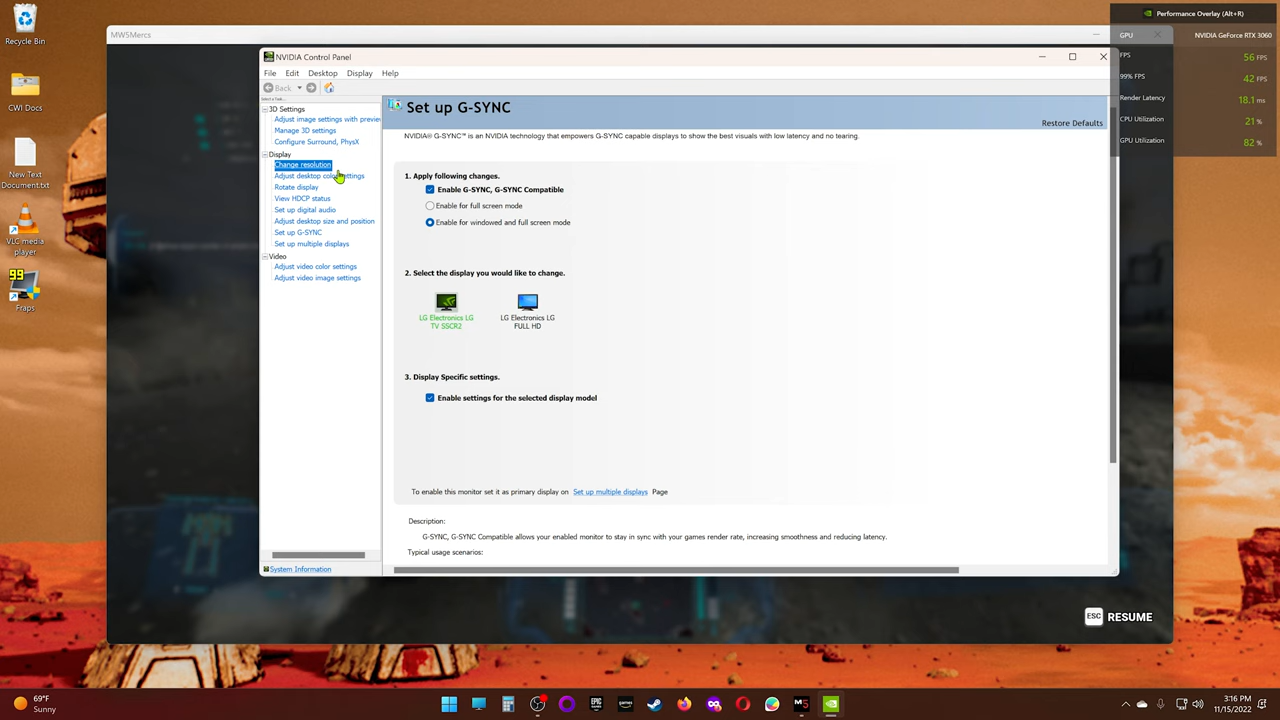 Recycle Bin
CWI Docs
New Text
Document.txt
VLC media
player
99
Fraps
MW5Mercs
Performance Overlay (Alt+R)
GPU NVIDIA GeForce RTX 3060
FPS 56 FPS
99% FPS 42 FPS
Render Latency 18.1 ms
CPU Utilization 21 %
GPU Utilization 82 %
NVIDIA Control Panel
File Edit Desktop Display Help
Back
Select a Task...
3D Settings
Adjust image settings with preview
Manage 3D settings
Configure Surround, PhysX
Display
Change resolution
Adjust desktop color settings
Rotate display
View HDCP status
Set up digital audio
Adjust desktop size and position
Set up G-SYNC
Set up multiple displays
Video
Adjust video color settings
Adjust video image settings
System Information
Set up G-SYNC
Restore Defaults
NVIDIA® G-SYNC™ is an NVIDIA technology that empowers G-SYNC capable displays to show the best visuals with low latency and no tearing.
1. Apply following changes.
Enable G-SYNC, G-SYNC Compatible
Enable for full screen mode
Enable for windowed and full screen mode
2. Select the display you would like to change.
LG Electronics LG
TV SSCR2
LG Electronics LG
FULL HD
3. Display Specific settings.
Enable settings for the selected display model
To enable this monitor set it as primary display on Set up multiple displays Page
Description:
G-SYNC, G-SYNC Compatible allows your enabled monitor to stay in sync with your games render rate, increasing smoothness and reducing latency.
Typical usage scenarios:
ESC RESUME
69°F
Sunny
3:16 PM
11/15/2022